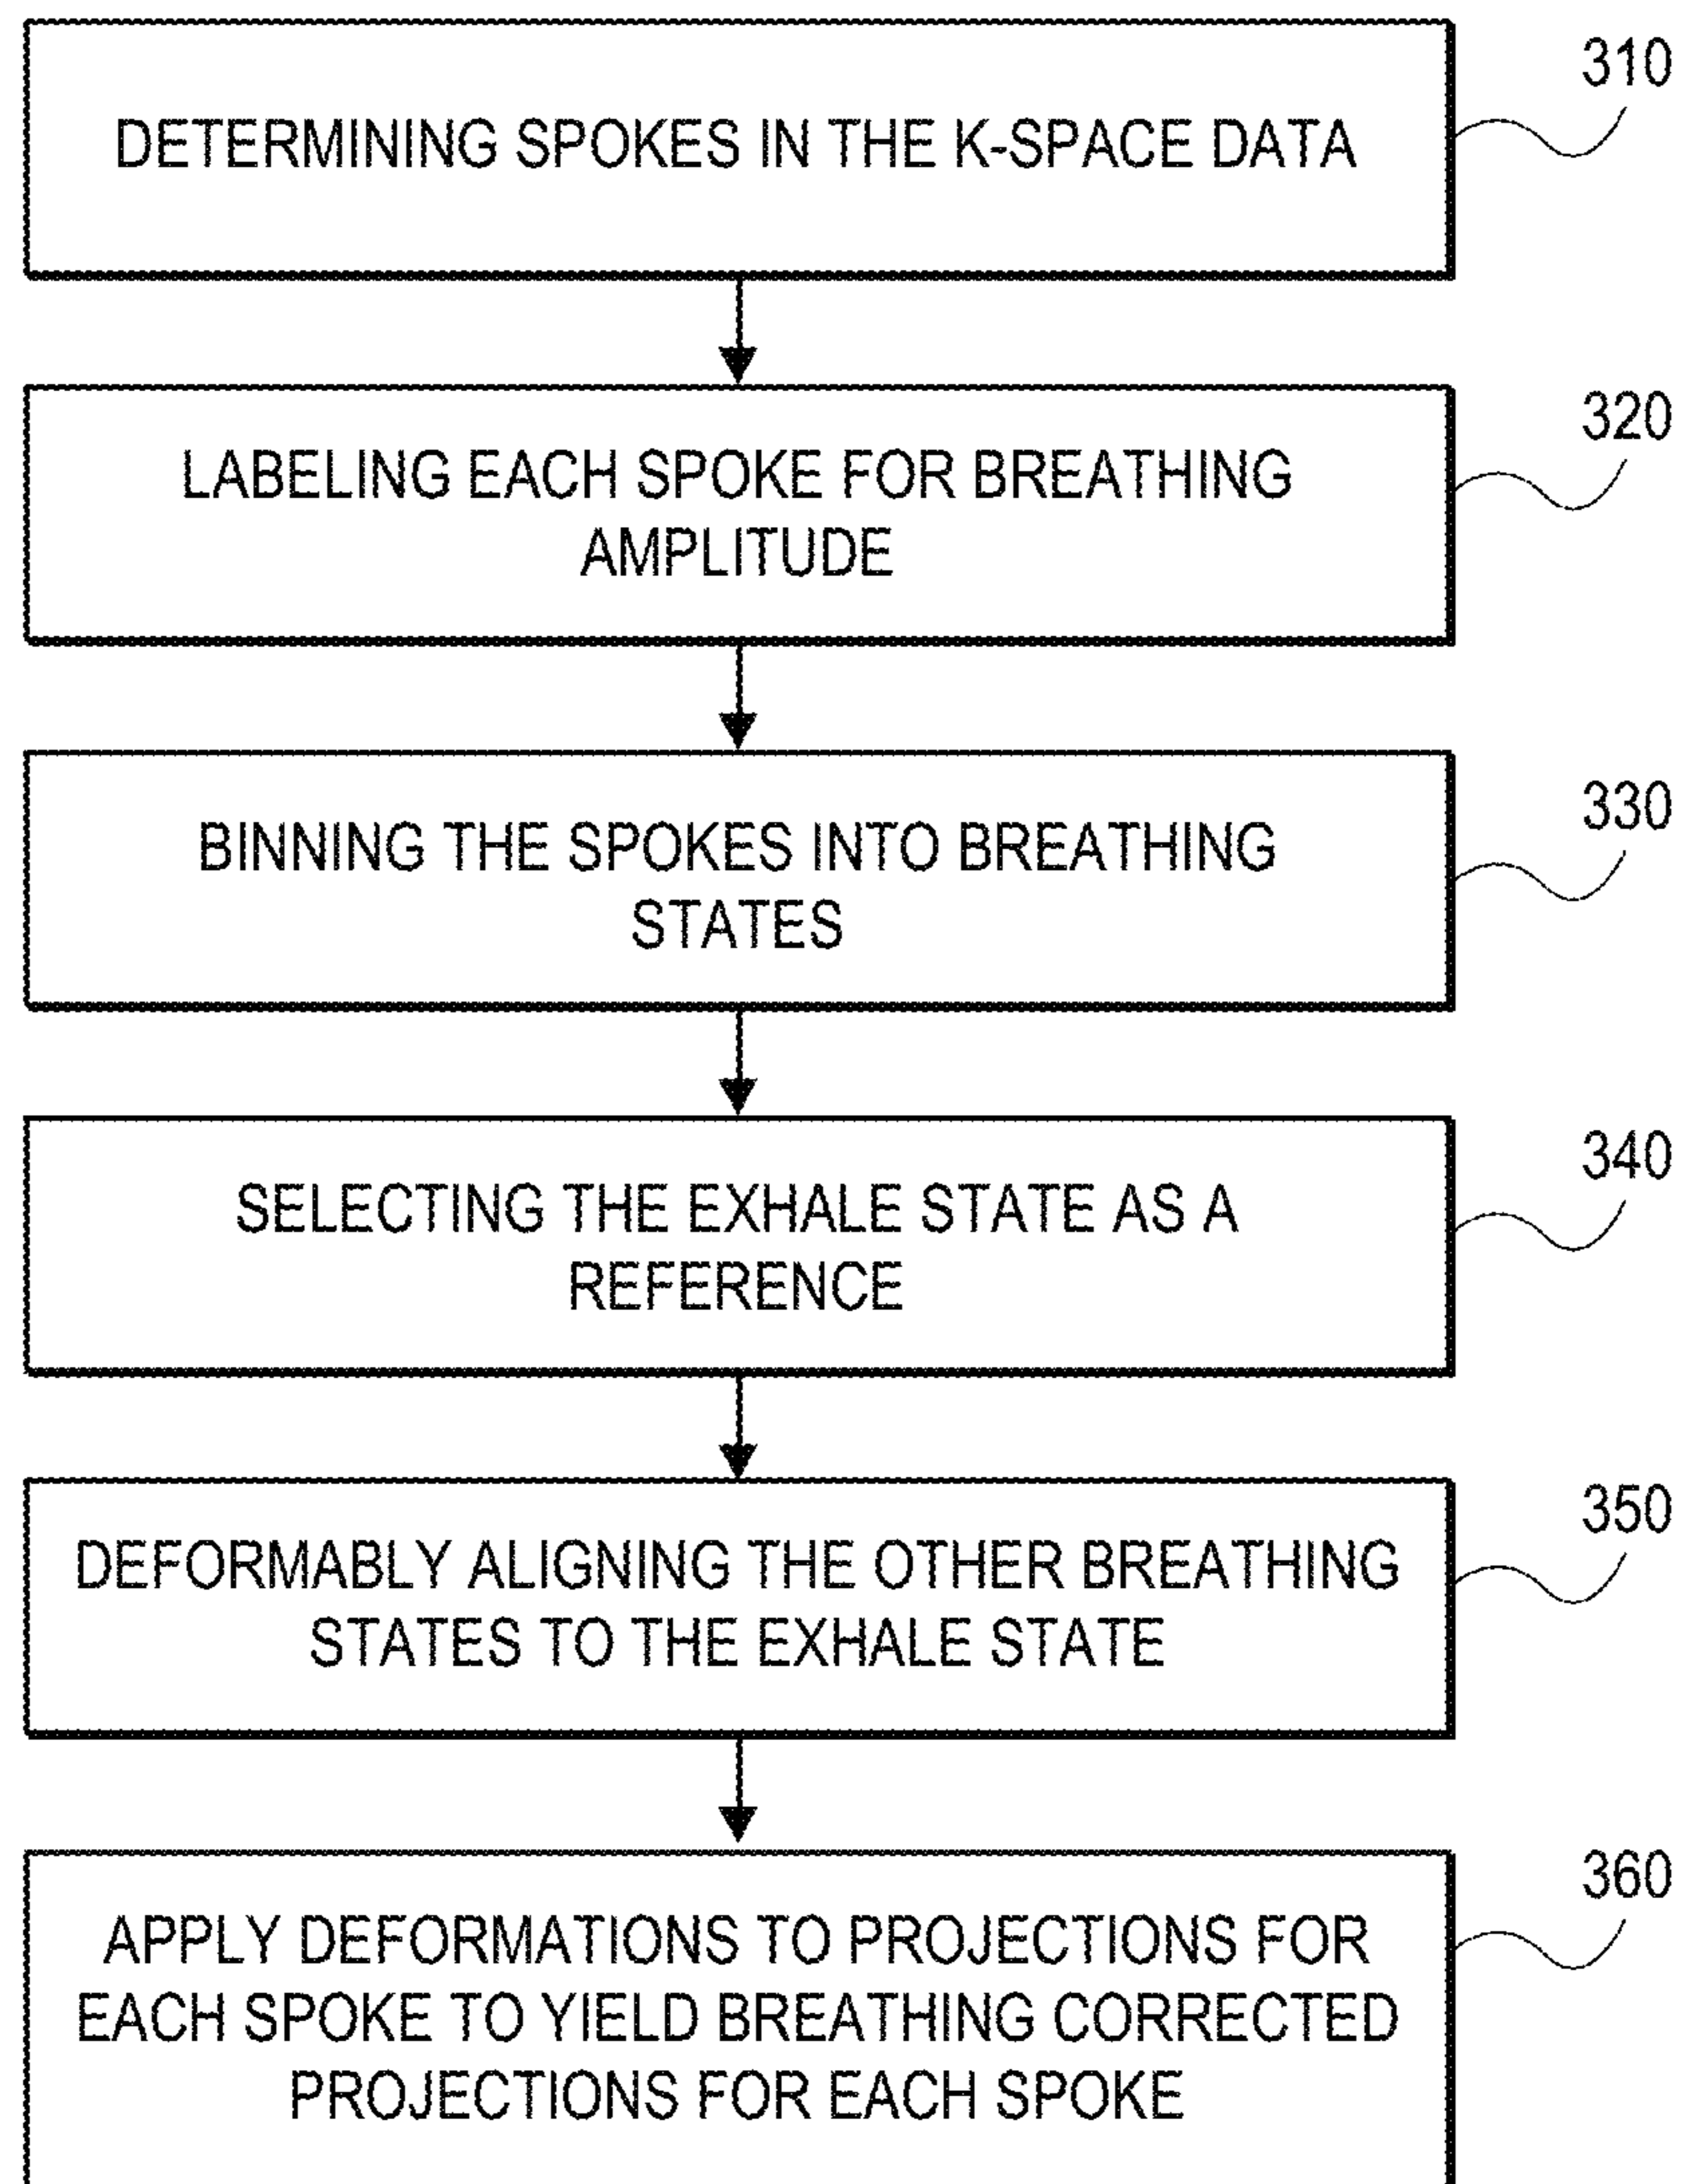 310
DETERMINING SPOKES IN THE K-SPACE DATA
320
LABELING EACH SPOKE FOR BREATHING
AMPLITUDE
330
BINNING THE SPOKES INTO BREATHING
STATES
340
SELECTING THE EXHALE STATE AS A
REFERENCE
350
DEFORMABLY ALIGNING THE OTHER BREATHING
STATES TO THE EXHALE STATE
360
APPLY DEFORMATIONS TO PROJECTIONS FOR
EACH SPOKE TO YIELD BREATHING CORRECTED
PROJECTIONS FOR EACH SPOKE